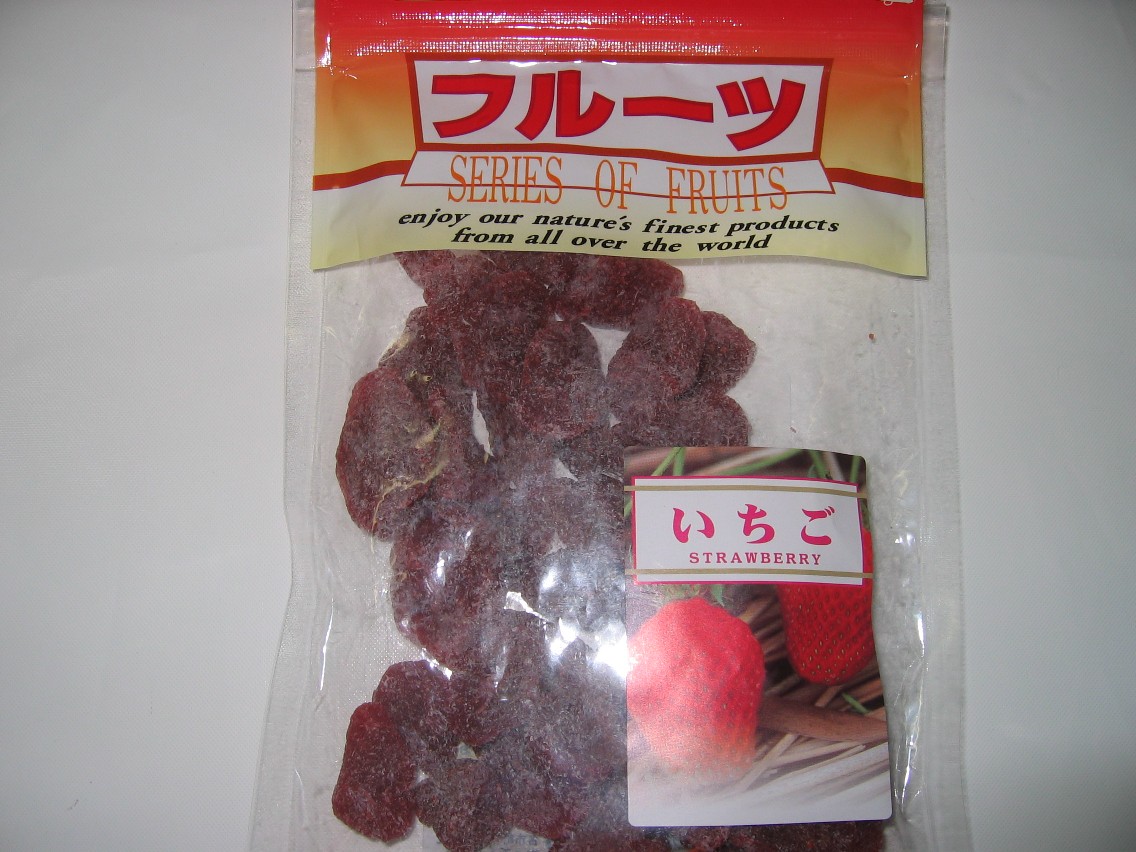 フルーツ
SERIES OF FRUITS
enjoy our nature's finest products
from all over the world
いちご
STRAWBERRY